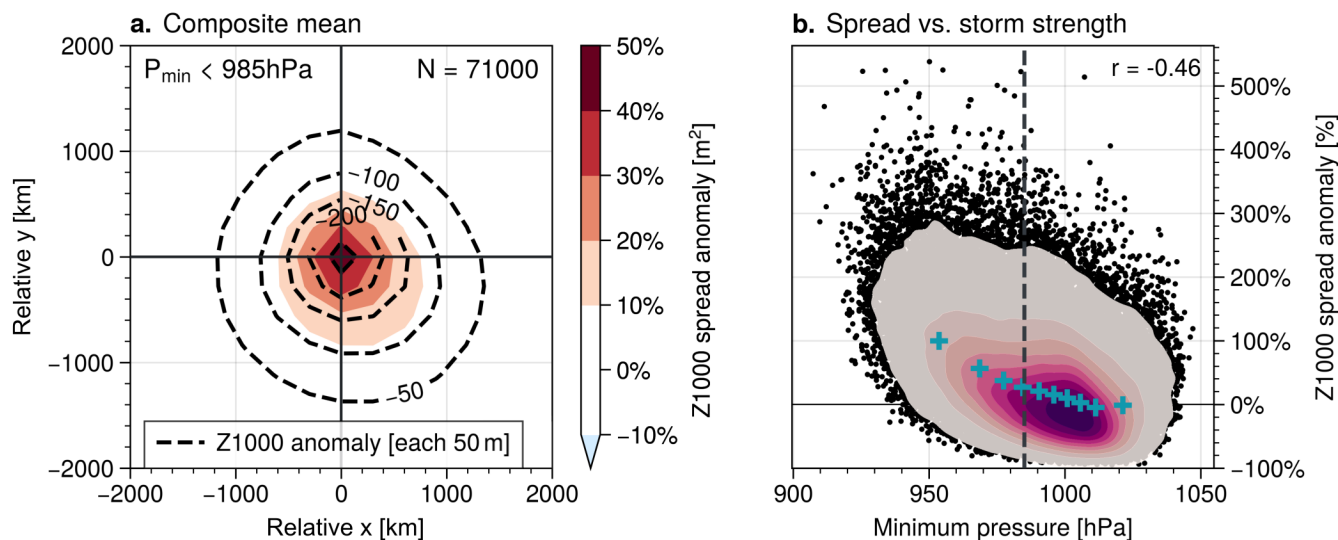 a. Composite mean
P_min < 985hPa
N = 71000
2000
1000
0
−1000
−2000
Relative y [km]
−100
−150
−200
−50
Z1000 anomaly [each 50 m]
−2000
−1000
0
1000
2000
Relative x [km]
50%
40%
30%
20%
10%
0%
−10%
Z1000 spread anomaly [m²]
b. Spread vs. storm strength
r = -0.46
500%
400%
300%
200%
100%
0%
−100%
Z1000 spread anomaly [%]
900
950
1000
1050
Minimum pressure [hPa]